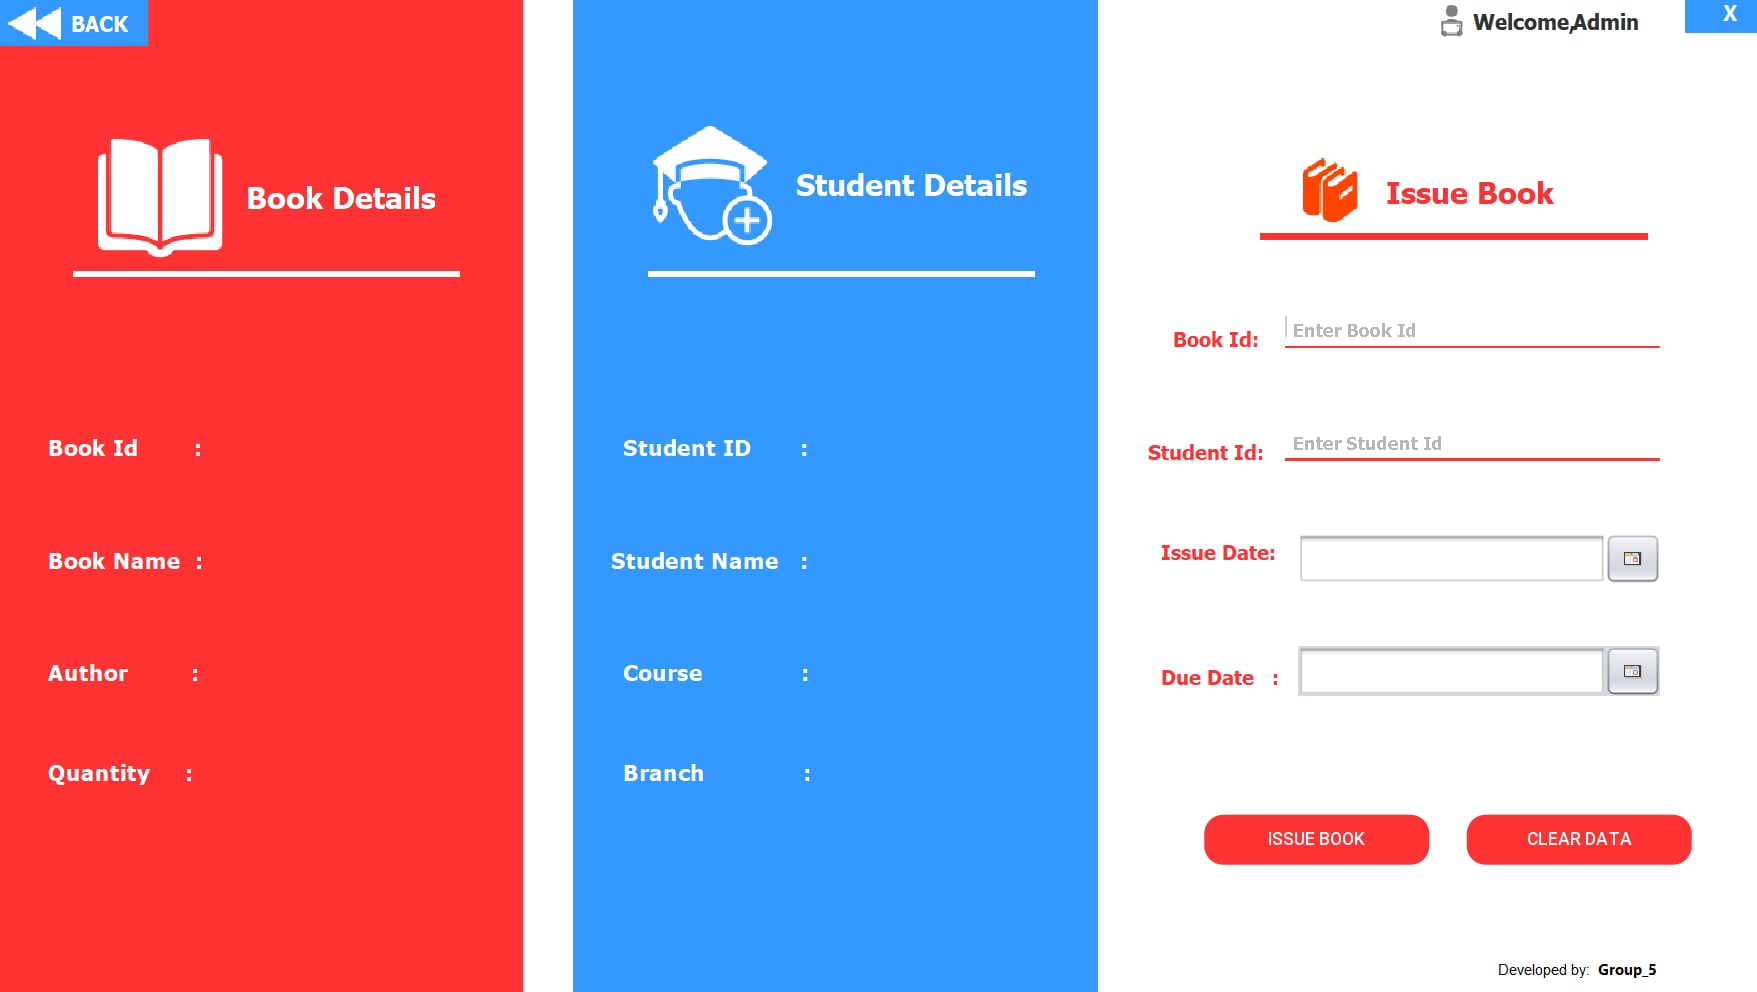 BACK
Welcome,Admin
X
Book Details
Book Id :
Book Name :
Author :
Quantity :
Student Details
Student ID :
Student Name :
Course :
Branch :
Issue Book
Book Id: Enter Book Id
Student Id: Enter Student Id
Issue Date:
Due Date :
ISSUE BOOK
CLEAR DATA
Developed by: Group_5